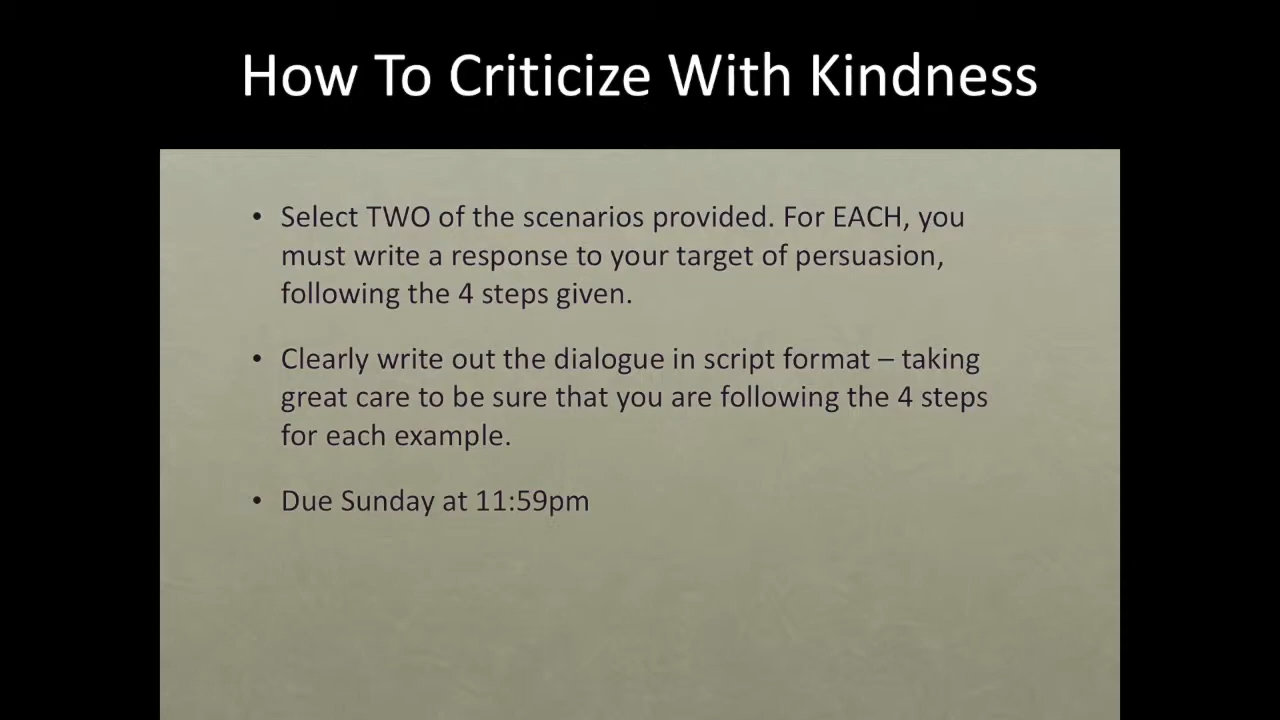 How To Criticize With Kindness
• Select TWO of the scenarios provided. For EACH, you
must write a response to your target of persuasion,
following the 4 steps given.
• Clearly write out the dialogue in script format – taking
great care to be sure that you are following the 4 steps
for each example.
• Due Sunday at 11:59pm